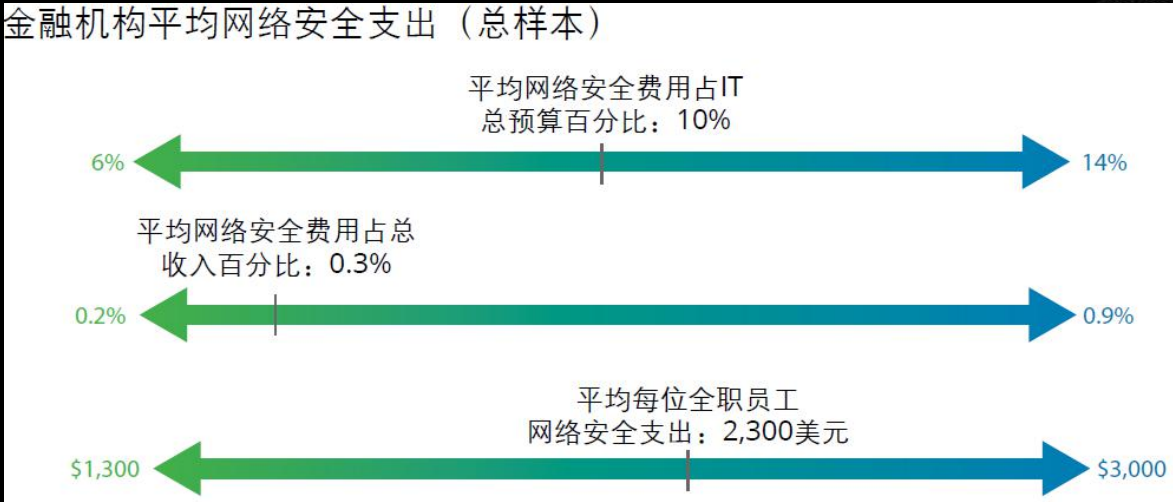 金融机构平均网络安全支出（总样本）
平均网络安全费用占IT
总预算百分比：10%
6%
14%
平均网络安全费用占总
收入百分比：0.3%
0.2%
0.9%
平均每位全职员工
网络安全支出：2,300美元
$1,300
$3,000